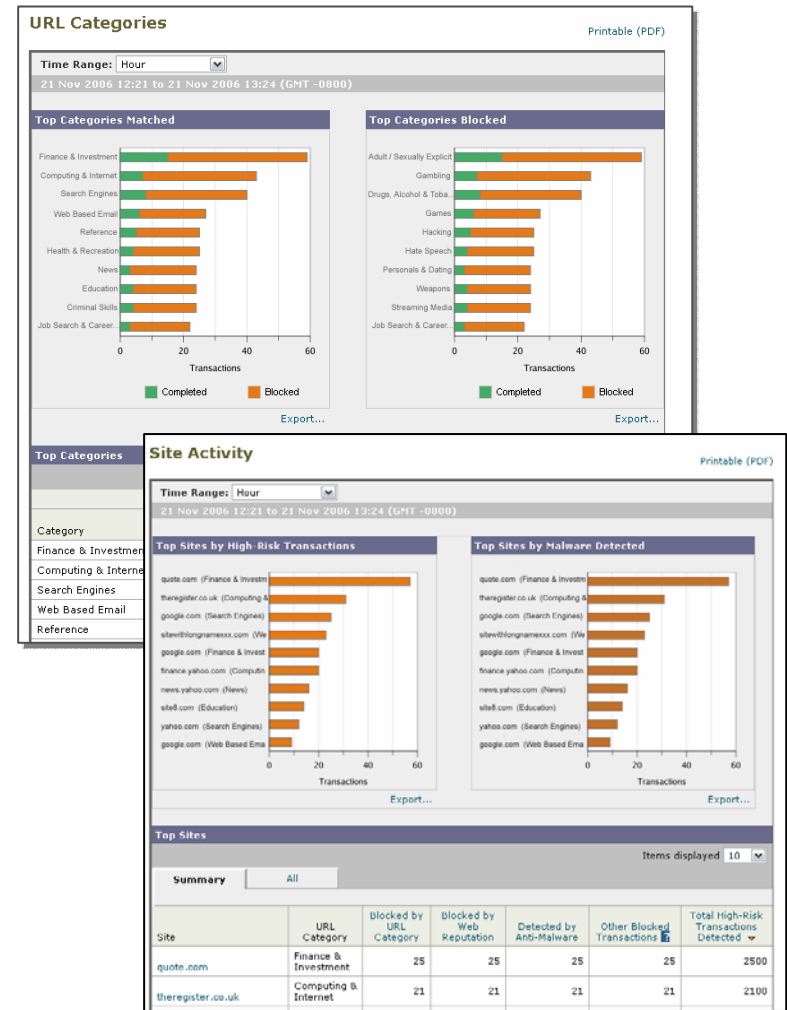 URL Categories
Printable (PDF)
Time Range: Hour
21 Nov 2006 12:21 to 21 Nov 2006 13:24 (GMT -0800)
Top Categories Matched
Finance & Investment
Computing & Internet
Search Engines
Web Based Email
Reference
Health & Recreation
News
Education
Criminal Skills
Job Search & Career..
0 20 40 60
Transactions
Completed Blocked
Export...
Top Categories Blocked
Adult / Sexually Explicit
Gambling
Drugs, Alcohol & Toba..
Games
Hacking
Hate Speech
Personals & Dating
Weapons
Streaming Media
Job Search & Career..
0 20 40 60
Transactions
Completed Blocked
Export...
Top Categories
Category
Finance & Investmen
Computing & Interne
Search Engines
Web Based Email
Reference
Site Activity
Printable (PDF)
Time Range: Hour
21 Nov 2006 12:21 to 21 Nov 2006 13:24 (GMT -0800)
Top Sites by High-Risk Transactions
quote.com (Finance & Investm
theregister.co.uk (Computing &
google.com (Search Engines)
sitewithlongnamexxx.com (We
google.com (Finance & Invest
finance.yahoo.com (Computin
news.yahoo.com (News)
site8.com (Education)
yahoo.com (Search Engines)
google.com (Web Based Ema
0 20 40 60
Transactions
Export...
Top Sites by Malware Detected
quote.com (Finance & Investm
theregister.co.uk (Computing &
google.com (Search Engines)
sitewithlongnamexxx.com (We
google.com (Finance & Invest
finance.yahoo.com (Computin
news.yahoo.com (News)
site8.com (Education)
yahoo.com (Search Engines)
google.com (Web Based Ema
0 20 40 60
Transactions
Export...
Top Sites
Items displayed 10
Summary All
Site
URL
Category
Blocked by
URL
Category
Blocked by
Web
Reputation
Detected by
Anti-Malware
Other Blocked
Transactions ?
Total High-Risk
Transactions
Detected
quote.com
Finance &
Investment
25 25 25 25 2500
theregister.co.uk
Computing &
Internet
21 21 21 21 2100